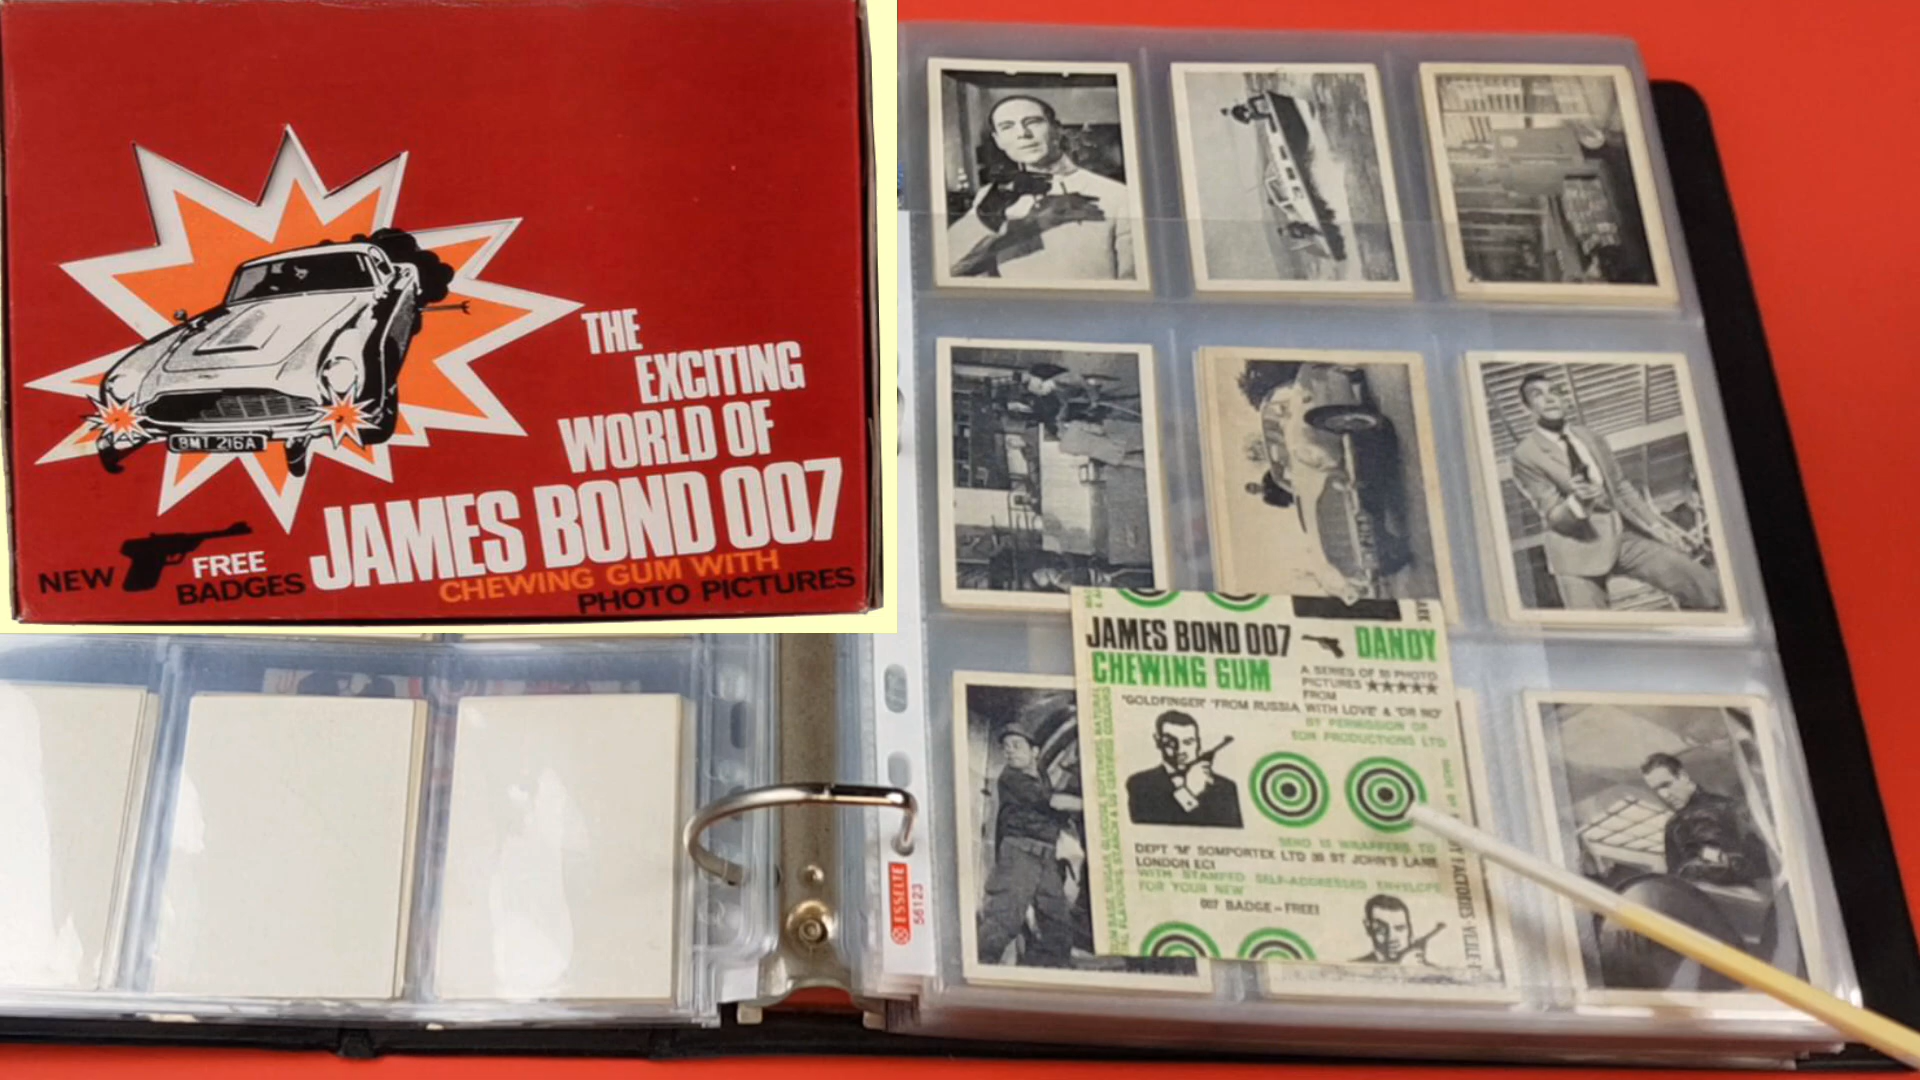 THE
EXCITING
WORLD OF
JAMES BOND 007
CHEWING GUM WITH
PHOTO PICTURES
NEW
FREE
BADGES
BMT 216A
JAMES BOND 007
DANDY
CHEWING GUM
A SERIES OF
PHOTO
PICTURES ★★★★★
FROM
'GOLDFINGER' 'FROM RUSSIA WITH LOVE' & 'DR NO'
BY PERMISSION OF
EON PRODUCTIONS LTD
SEND 15 WRAPPERS TO
DEPT 'M' SOMPORTEX LTD
ST JOHN'S LANE
LONDON EC1
WITH STAMPED SELF-ADDRESSED ENVELOPE
FOR YOUR NEW
007 BADGE - FREE!
ESSELTE
56123